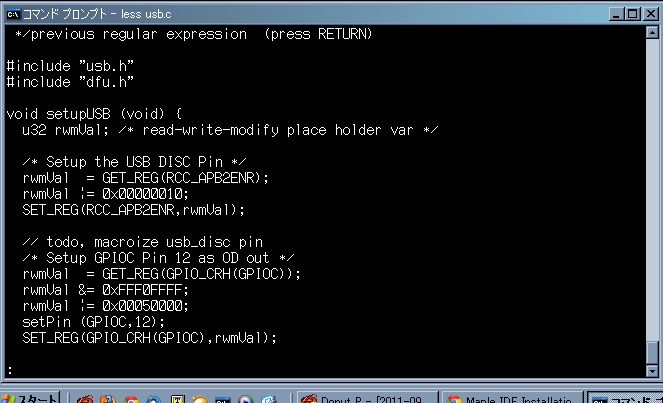 コマンド プロンプト - less usb.c
 */previous regular expression  (press RETURN)
#include "usb.h"
#include "dfu.h"
void setupUSB (void) {
  u32 rwmVal; /* read-write-modify place holder var */
  /* Setup the USB DISC Pin */
  rwmVal  = GET_REG(RCC_APB2ENR);
  rwmVal |= 0x00000010;
  SET_REG(RCC_APB2ENR,rwmVal);
  // todo, macroize usb_disc pin
  /* Setup GPIOC Pin 12 as OD out */
  rwmVal  = GET_REG(GPIO_CRH(GPIOC));
  rwmVal &= 0xFFF0FFFF;
  rwmVal |= 0x00050000;
  setPin (GPIOC,12);
  SET_REG(GPIO_CRH(GPIOC),rwmVal);
:
スタート
Donut P - [2011-09
Maple IDE Installatio
コマンド